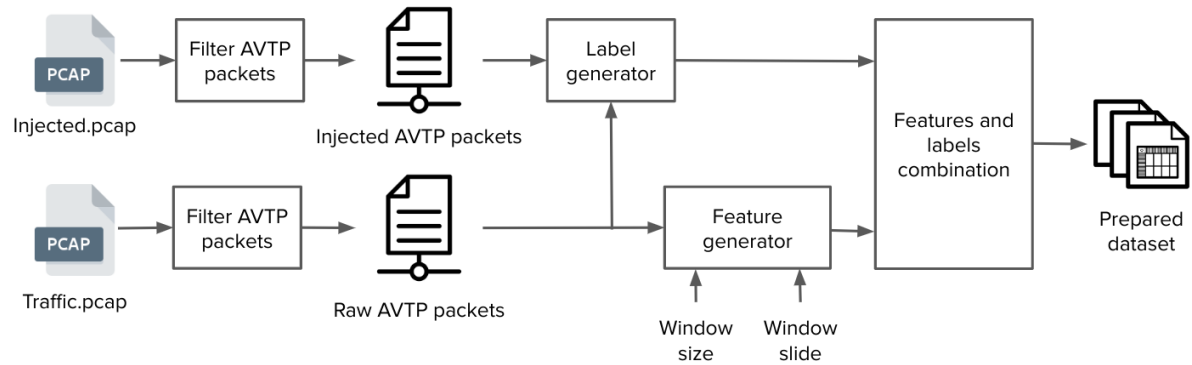 PCAP
Injected.pcap
Filter AVTP
packets
Injected AVTP packets
Label
generator
PCAP
Traffic.pcap
Filter AVTP
packets
Raw AVTP packets
Feature
generator
Window
size
Window
slide
Features and
labels
combination
Prepared
dataset